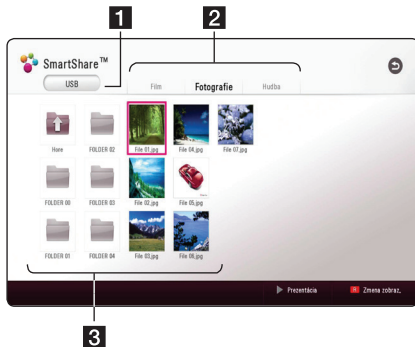 1
2
SmartShare™
USB
Film
Fotografie
Hudba
Home
FOLDER 02
File 01.jpg
File 04.jpg
File 07.jpg
FOLDER 00
FOLDER 03
File 02.jpg
File 05.jpg
FOLDER 01
FOLDER 04
File 03.jpg
File 06.jpg
Prezentácia
R Zmena zobraz.
3